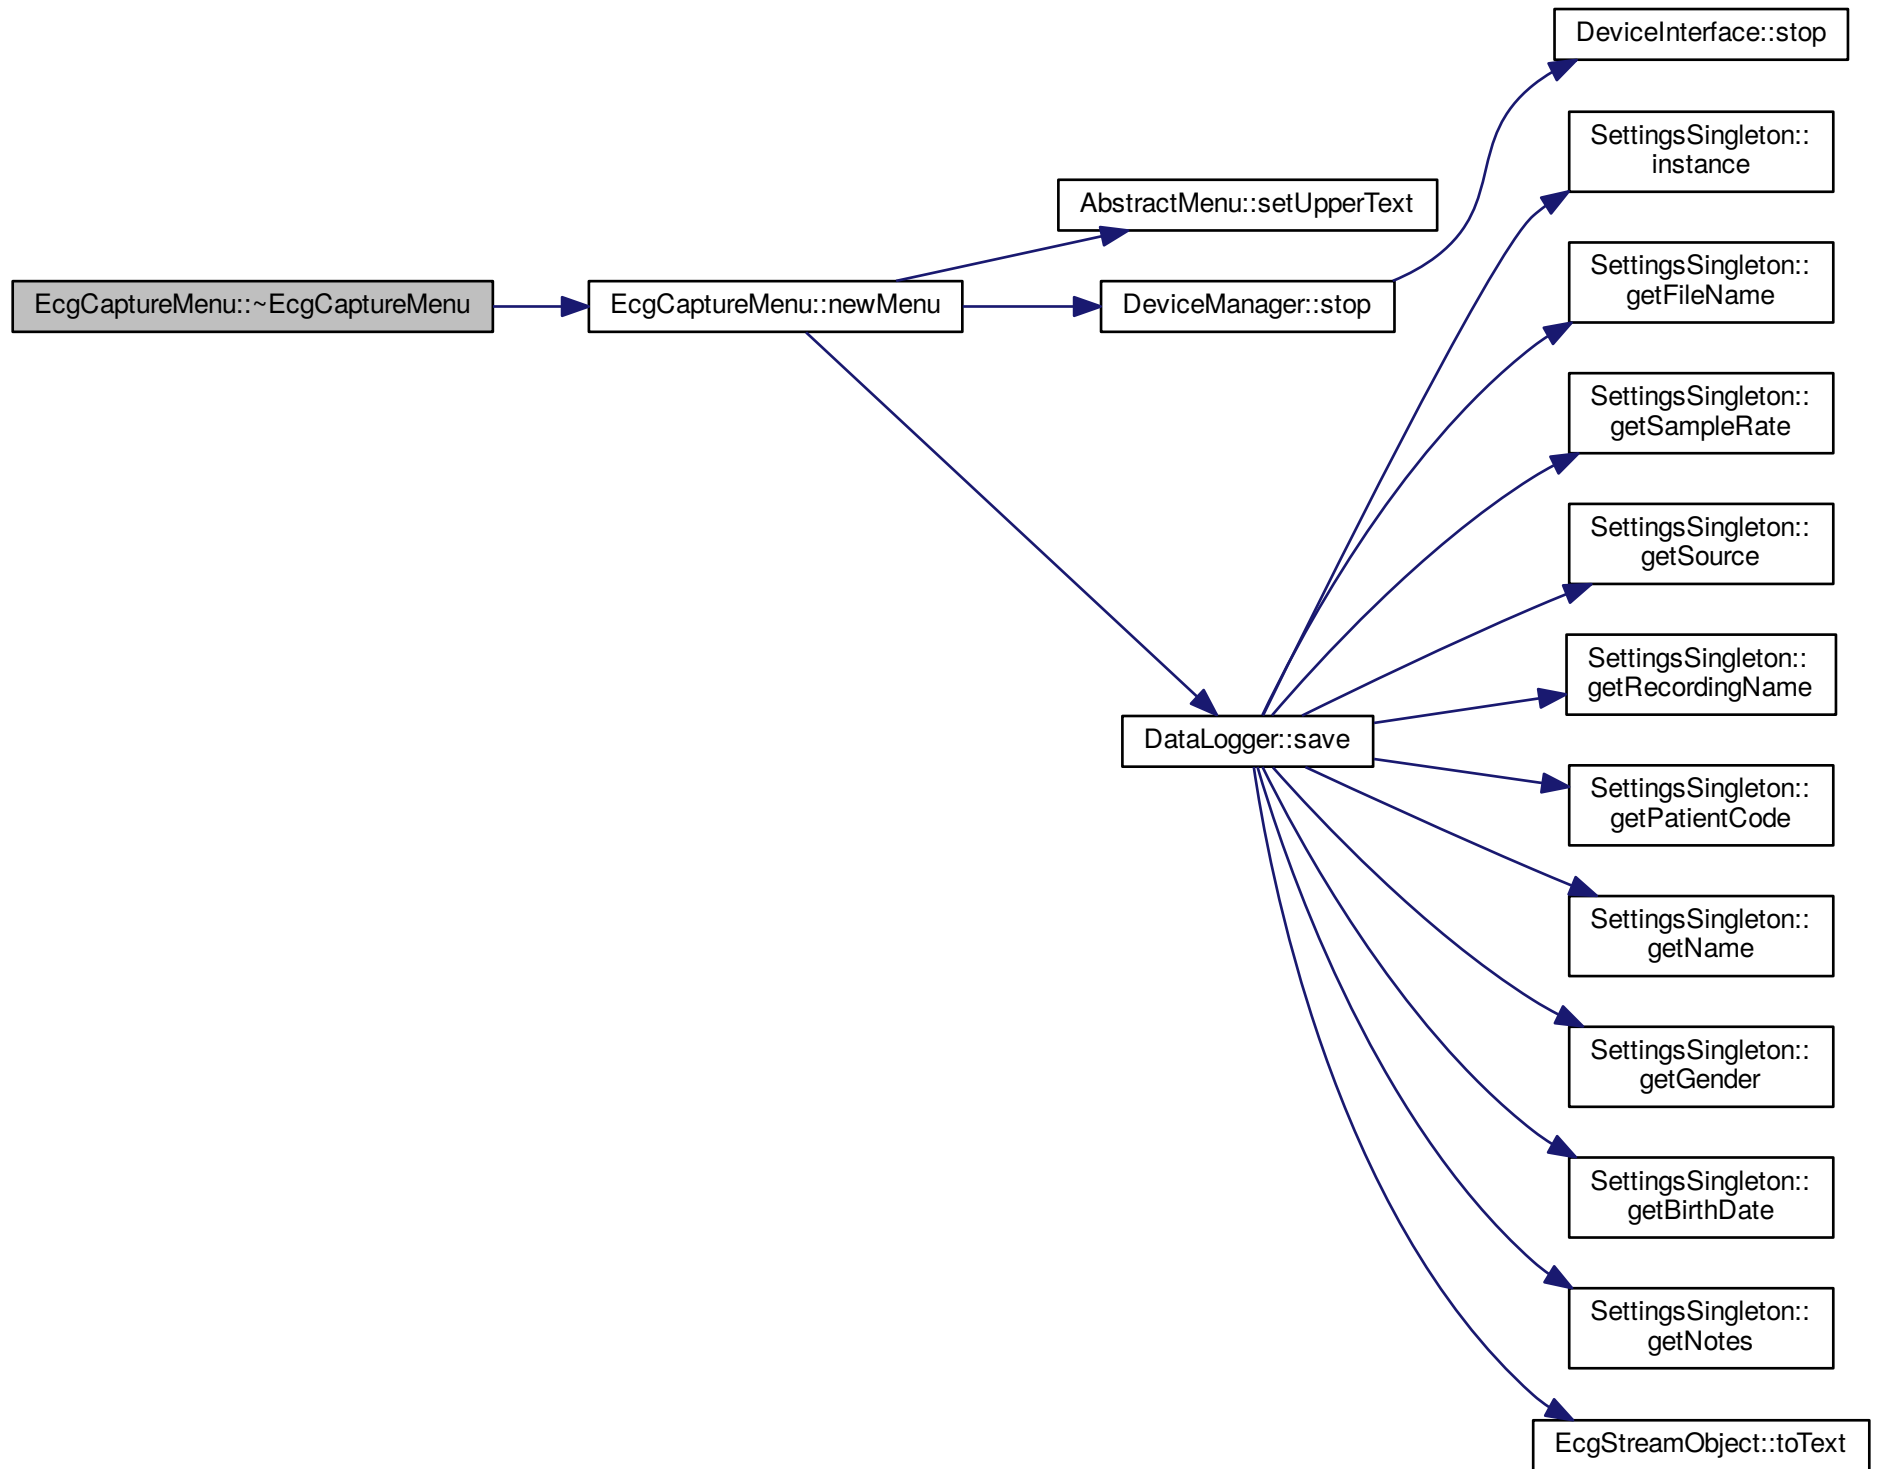 DeviceInterface::stop
SettingsSingleton::
instance
AbstractMenu::setUpperText
SettingsSingleton::
getFileName
EcgCaptureMenu::~EcgCaptureMenu
EcgCaptureMenu::newMenu
DeviceManager::stop
SettingsSingleton::
getSampleRate
SettingsSingleton::
getSource
SettingsSingleton::
getRecordingName
DataLogger::save
SettingsSingleton::
getPatientCode
SettingsSingleton::
getName
SettingsSingleton::
getGender
SettingsSingleton::
getBirthDate
SettingsSingleton::
getNotes
EcgStreamObject::toText